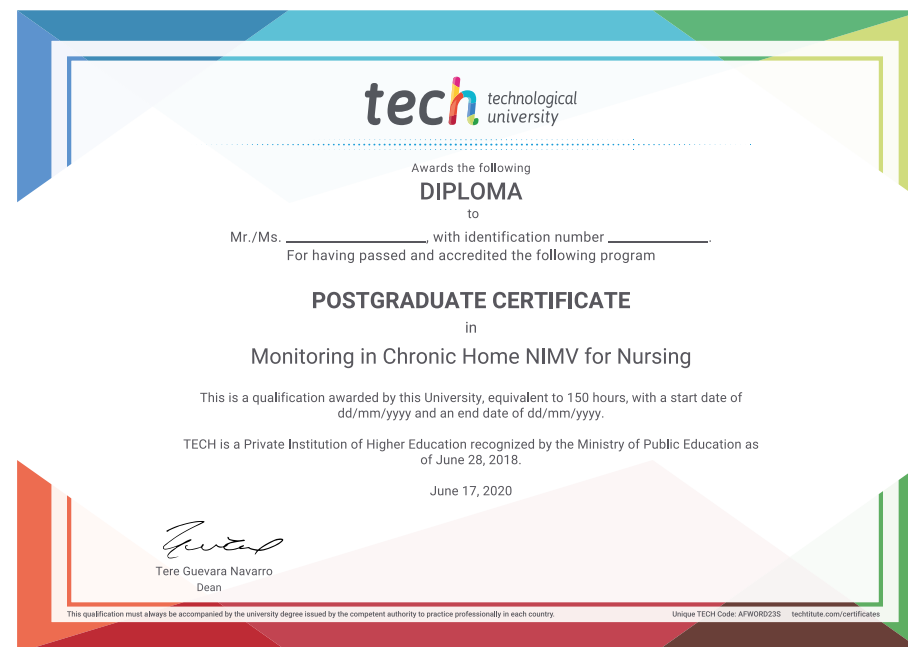 tech technological
university
Awards the following
DIPLOMA
to
Mr./Ms. ____________, with identification number ____________.
For having passed and accredited the following program
POSTGRADUATE CERTIFICATE
in
Monitoring in Chronic Home NIMV for Nursing
This is a qualification awarded by this University, equivalent to 150 hours, with a start date of
dd/mm/yyyy and an end date of dd/mm/yyyy.
TECH is a Private Institution of Higher Education recognized by the Ministry of Public Education as
of June 28, 2018.
June 17, 2020
Tere Guevara Navarro
Dean
This qualification must always be accompanied by the university degree issued by the competent authority to practice professionally in each country. Unique TECH Code: AFWORD23S techtitute.com/certificates